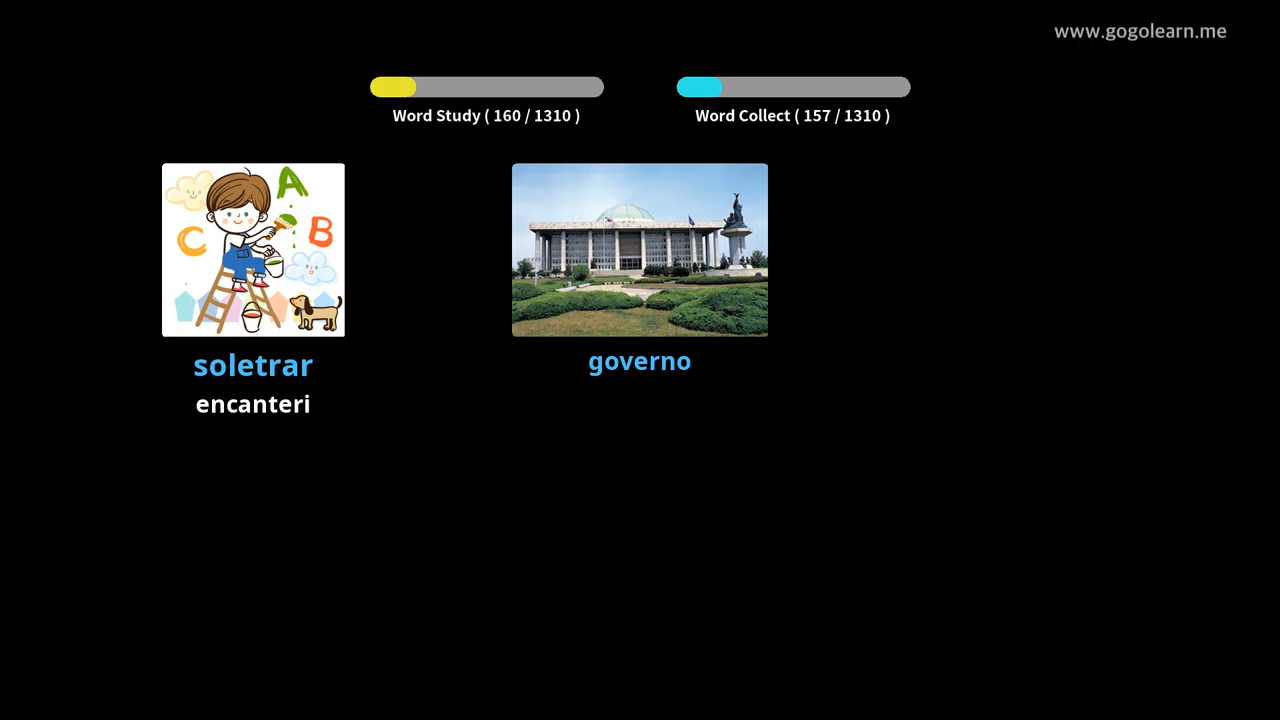 www.gogolearn.me
Word Study ( 160 / 1310 )
Word Collect ( 157 / 1310 )
A
B
C
soletrar
encanteri
governo